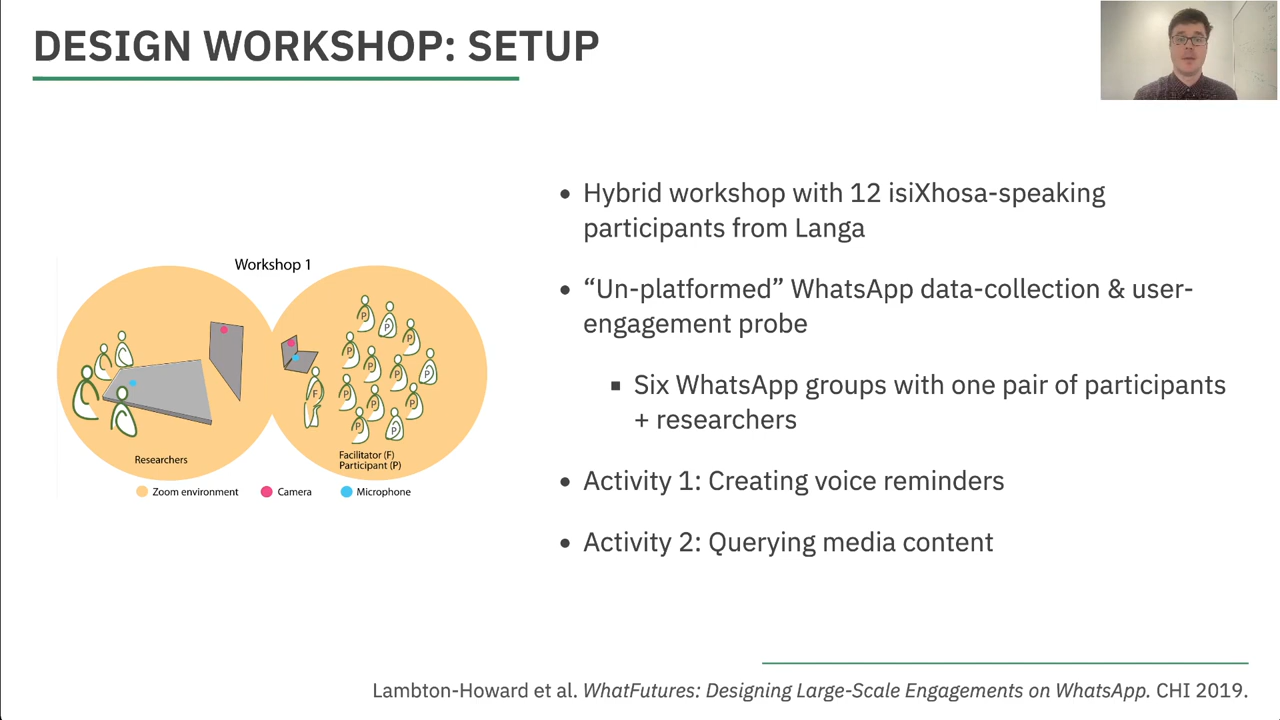 DESIGN WORKSHOP: SETUP
Workshop 1
P
P
P
P
P
P
P
F
P
P
P
P
P
Researchers
Facilitator (F)
Participant (P)
Zoom environment
Camera
Microphone
• Hybrid workshop with 12 isiXhosa-speaking
participants from Langa
• “Un-platformed” WhatsApp data-collection & user-
engagement probe
▪ Six WhatsApp groups with one pair of participants
+ researchers
• Activity 1: Creating voice reminders
• Activity 2: Querying media content
Lambton-Howard et al. WhatFutures: Designing Large-Scale Engagements on WhatsApp. CHI 2019.